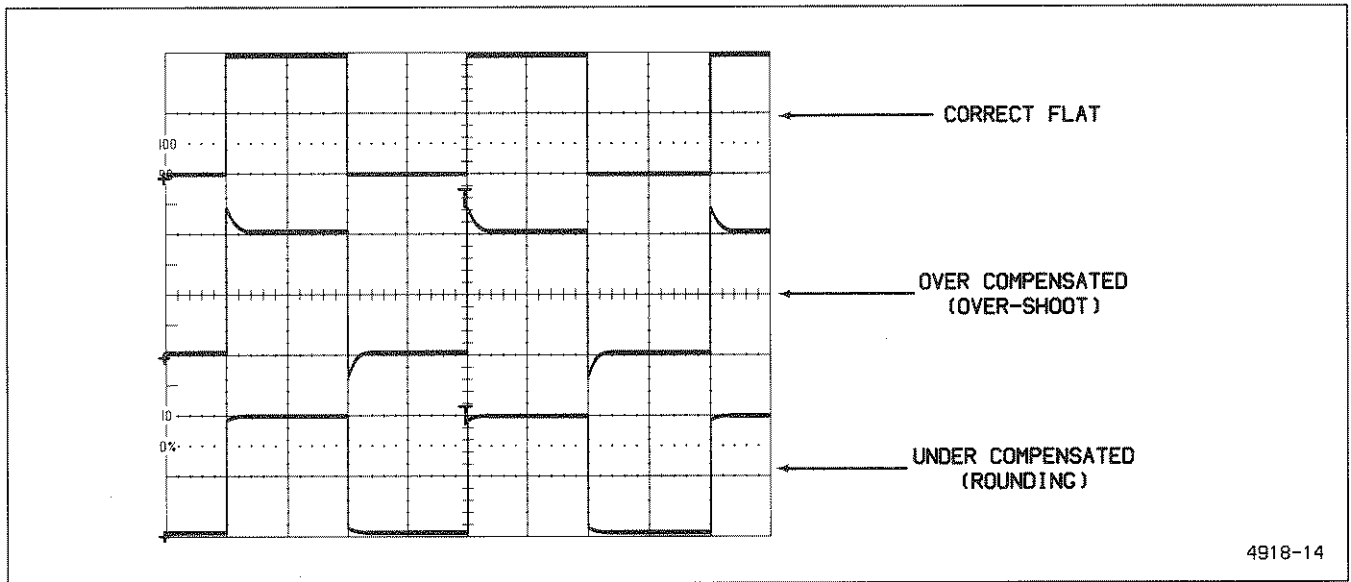 CORRECT FLAT
100
90
OVER COMPENSATED
(OVER-SHOOT)
10
0%
UNDER COMPENSATED
(ROUNDING)
4918-14